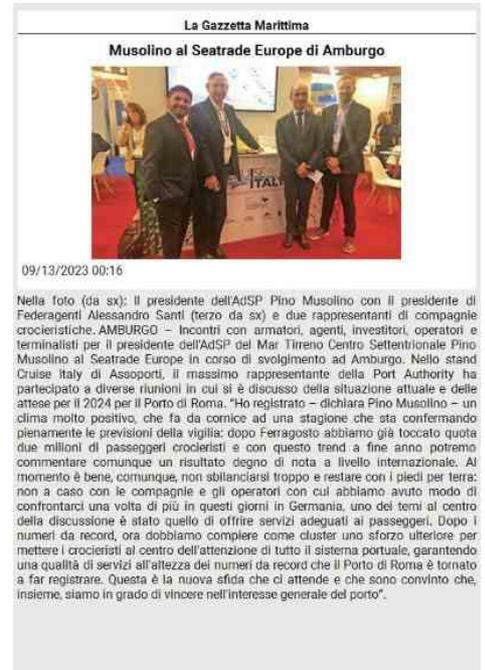 La Gazzetta Marittima
Musolino al Seatrade Europe di Amburgo
ITALY
09/13/2023 00:16
Nella foto (da sx): Il presidente dell'AdSP Pino Musolino con il presidente di
Federagenti Alessandro Santi (terzo da sx) e due rappresentanti di compagnie
crocieristiche. AMBURGO – Incontri con armatori, agenti, investitori, operatori e
terminalisti per il presidente dell'AdSP del Mar Tirreno Centro Settentrionale Pino
Musolino al Seatrade Europe in corso di svolgimento ad Amburgo. Nello stand
Cruise Italy di Assoporti, il massimo rappresentante della Port Authority ha
partecipato a diverse riunioni in cui si è discusso della situazione attuale e delle
attese per il 2024 per il Porto di Roma. "Ho registrato – dichiara Pino Musolino – un
clima molto positivo, che fa da cornice ad una stagione che sta confermando
pienamente le previsioni della vigilia: dopo Ferragosto abbiamo già toccato quota
due milioni di passeggeri crocieristi e con questo trend a fine anno potremo
commentare comunque un risultato degno di nota a livello internazionale. Al
momento è bene, comunque, non sbilanciarsi troppo e restare con i piedi per terra:
non a caso con le compagnie e gli operatori con cui abbiamo avuto modo di
confrontarci una volta di più in questi giorni in Germania, uno dei temi al centro
della discussione è stato quello di offrire servizi adeguati ai passeggeri. Dopo i
numeri da record, ora dobbiamo compiere come cluster uno sforzo ulteriore per
mettere i crocieristi al centro dell'attenzione di tutto il sistema portuale, garantendo
una qualità di servizi all'altezza dei numeri da record che il Porto di Roma è tornato
a far registrare. Questa è la nuova sfida che ci attende e che sono convinto che,
insieme, siamo in grado di vincere nell'interesse generale del porto".